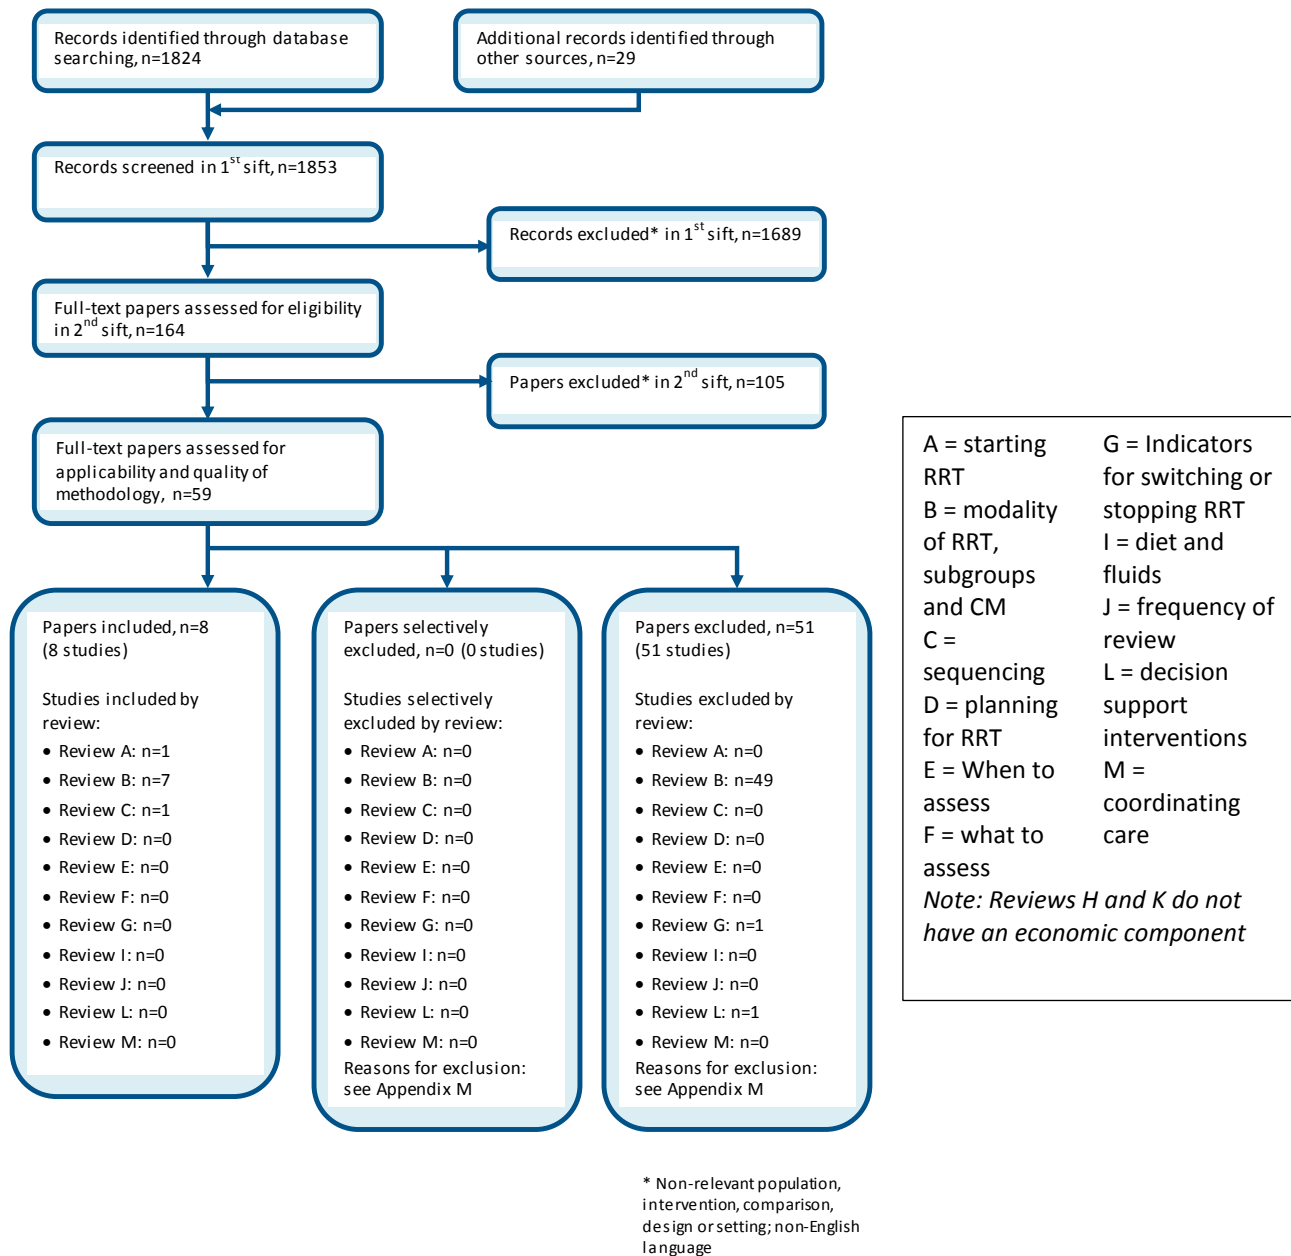 Records identified through database
searching, n=1824
Additional records identified through
other sources, n=29
Records screened in 1st sift, n=1853
Records excluded* in 1st sift, n=1689
Full-text papers assessed for eligibility
in 2nd sift, n=164
Papers excluded* in 2nd sift, n=105
Full-text papers assessed for
applicability and quality of
methodology, n=59
Papers included, n=8
(8 studies)
Studies included by
review:
• Review A: n=1
• Review B: n=7
• Review C: n=1
• Review D: n=0
• Review E: n=0
• Review F: n=0
• Review G: n=0
• Review I: n=0
• Review J: n=0
• Review L: n=0
• Review M: n=0
Papers selectively
excluded, n=0 (0 studies)
Studies selectively
excluded by review:
• Review A: n=0
• Review B: n=0
• Review C: n=0
• Review D: n=0
• Review E: n=0
• Review F: n=0
• Review G: n=0
• Review I: n=0
• Review J: n=0
• Review L: n=0
• Review M: n=0
Reasons for exclusion:
see Appendix M
Papers excluded, n=51
(51 studies)
Studies excluded by
review:
• Review A: n=0
• Review B: n=49
• Review C: n=0
• Review D: n=0
• Review E: n=0
• Review F: n=0
• Review G: n=1
• Review I: n=0
• Review J: n=0
• Review L: n=1
• Review M: n=0
Reasons for exclusion:
see Appendix M
A = starting
RRT
B = modality
of RRT,
subgroups
and CM
C =
sequencing
D = planning
for RRT
E = When to
assess
F = what to
assess
G = Indicators
for switching or
stopping RRT
I = diet and
fluids
J = frequency of
review
L = decision
support
interventions
M =
coordinating
care
Note: Reviews H and K do not
have an economic component
* Non-relevant population,
intervention, comparison,
design or setting; non-English
language